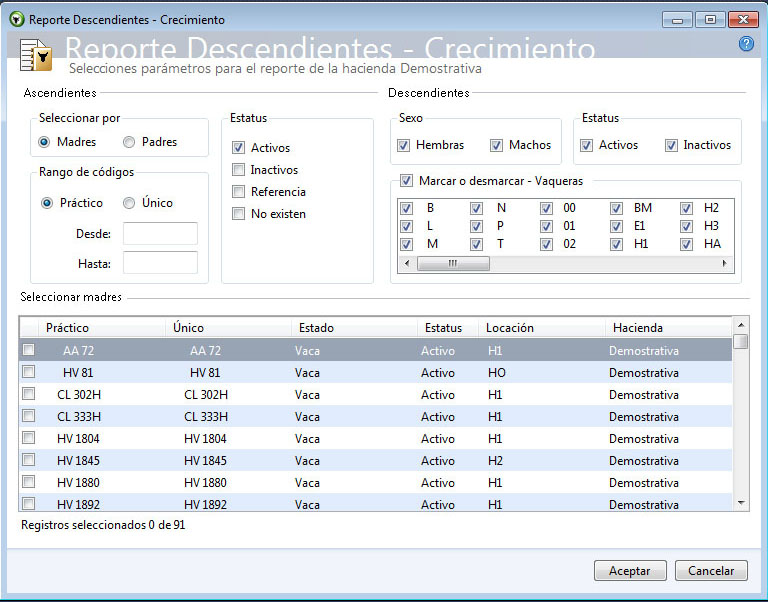 Reporte Descendientes - Crecimiento
Reporte Descendientes - Crecimiento
Selecciones parámetros para el reporte de la hacienda Demostrativa
Ascendientes
Seleccionar por
Madres Padres
Rango de códigos
Práctico Único
Desde:
Hasta:
Estatus
Activos
Inactivos
Referencia
No existen
Descendientes
Sexo
Hembras Machos
Estatus
Activos Inactivos
Marcar o desmarcar - Vaqueras
B N 00 BM H2
L P 01 E1 H3
M T 02 H1 HA
Seleccionar madres
Práctico Único Estado Estatus Locación Hacienda
AA 72 AA 72 Vaca Activo H1 Demostrativa
HV 81 HV 81 Vaca Activo HO Demostrativa
CL 302H CL 302H Vaca Activo H1 Demostrativa
CL 333H CL 333H Vaca Activo H1 Demostrativa
HV 1804 HV 1804 Vaca Activo H1 Demostrativa
HV 1845 HV 1845 Vaca Activo H2 Demostrativa
HV 1880 HV 1880 Vaca Activo H1 Demostrativa
HV 1892 HV 1892 Vaca Activo H1 Demostrativa
Registros seleccionados 0 de 91
Aceptar Cancelar